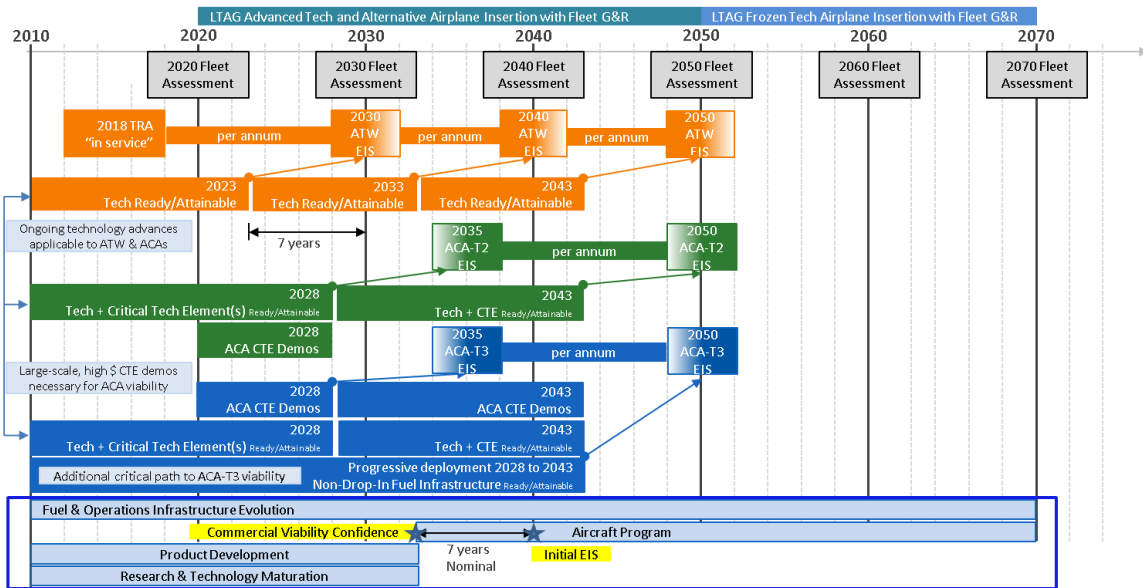 LTAG Advanced Tech and Alternative Airplane Insertion with Fleet G&R
LTAG Frozen Tech Airplane Insertion with Fleet G&R
2010
2020
2030
2040
2050
2060
2070
2020 Fleet
Assessment
2030 Fleet
Assessment
2040 Fleet
Assessment
2050 Fleet
Assessment
2060 Fleet
Assessment
2070 Fleet
Assessment
2018 TRA
"in service"
per annum
2030
ATW
EIS
per annum
2040
ATW
EIS
per annum
2050
ATW
EIS
2023
Tech Ready/Attainable
2033
Tech Ready/Attainable
2043
Tech Ready/Attainable
Ongoing technology advances
applicable to ATW & ACAs
7 years
2035
ACA-T2
EIS
per annum
2050
ACA-T2
EIS
2028
Tech + Critical Tech Element(s) Ready/Attainable
2043
Tech + CTE Ready/Attainable
2028
ACA CTE Demos
2035
ACA-T3
EIS
per annum
2050
ACA-T3
EIS
Large-scale, high $ CTE demos
necessary for ACA viability
2028
ACA CTE Demos
2043
ACA CTE Demos
2028
Tech + Critical Tech Element(s) Ready/Attainable
2043
Tech + CTE Ready/Attainable
Additional critical path to ACA-T3 viability
Progressive deployment 2028 to 2043
Non-Drop-In Fuel Infrastructure Ready/Attainable
Fuel & Operations Infrastructure Evolution
Commercial Viability Confidence
Aircraft Program
Product Development
7 years
Nominal
Initial EIS
Research & Technology Maturation